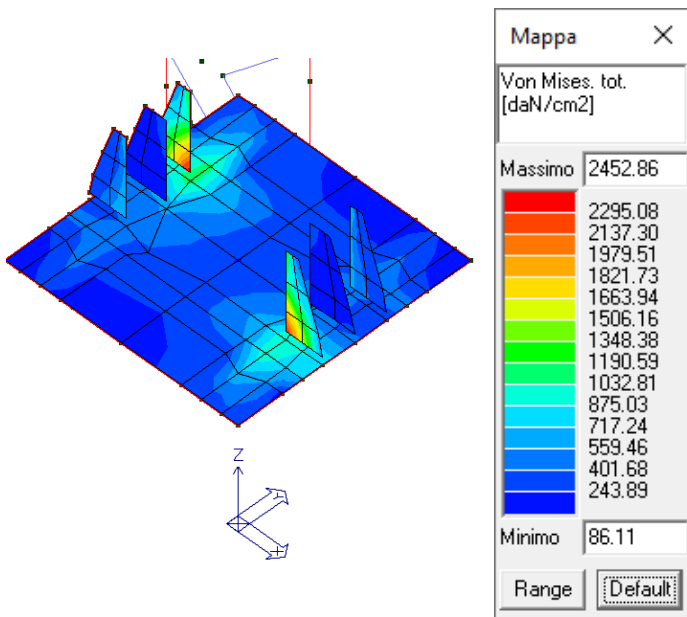 Mappa
Von Mises. tot.
[daN/cm2]
Massimo 2452.86
2295.08
2137.30
1979.51
1821.73
1663.94
1506.16
1348.38
1190.59
1032.81
875.03
717.24
559.46
401.68
243.89
Minimo 86.11
Range Default
Z
Y
X